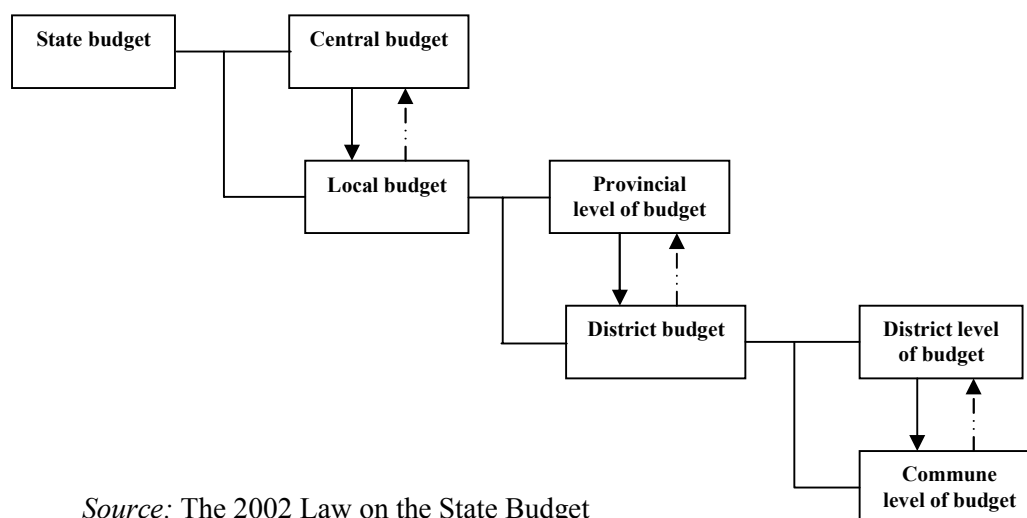 State budget
Central budget
Local budget
Provincial
level of budget
District budget
District level
of budget
Commune
level of budget
Source: The 2002 Law on the State Budget